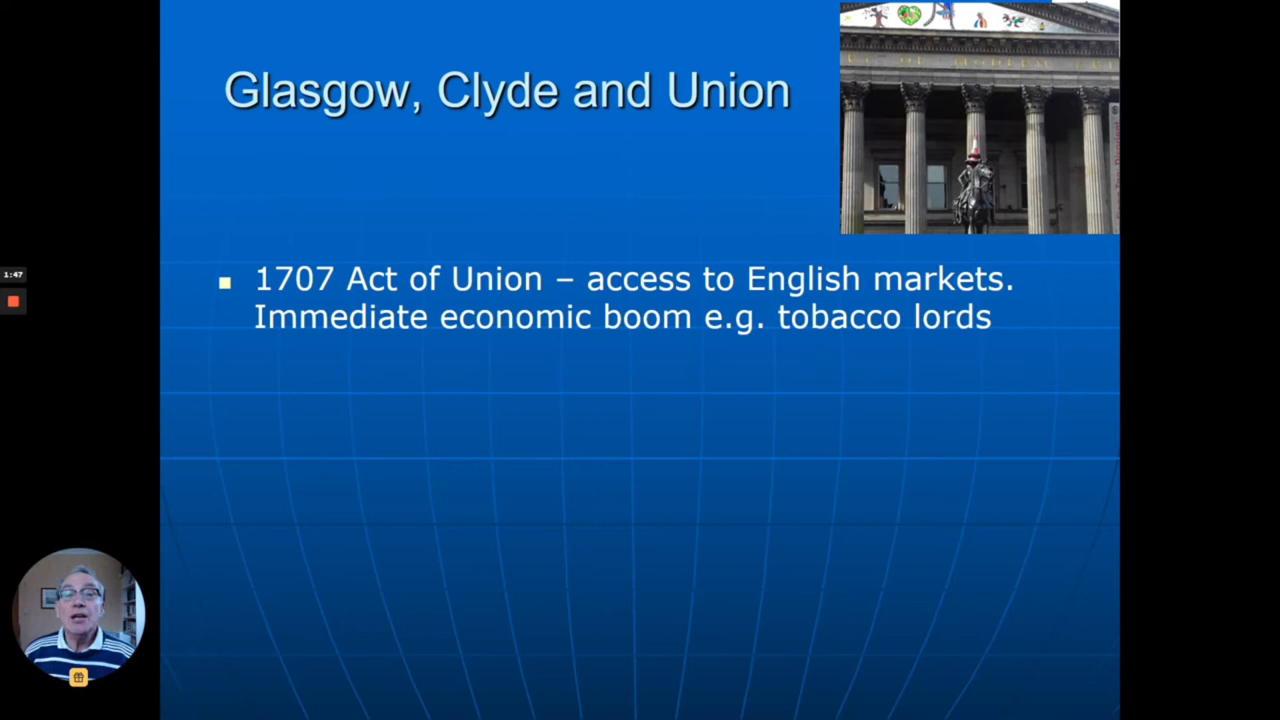 Glasgow, Clyde and Union
1707 Act of Union – access to English markets.
Immediate economic boom e.g. tobacco lords
1:47